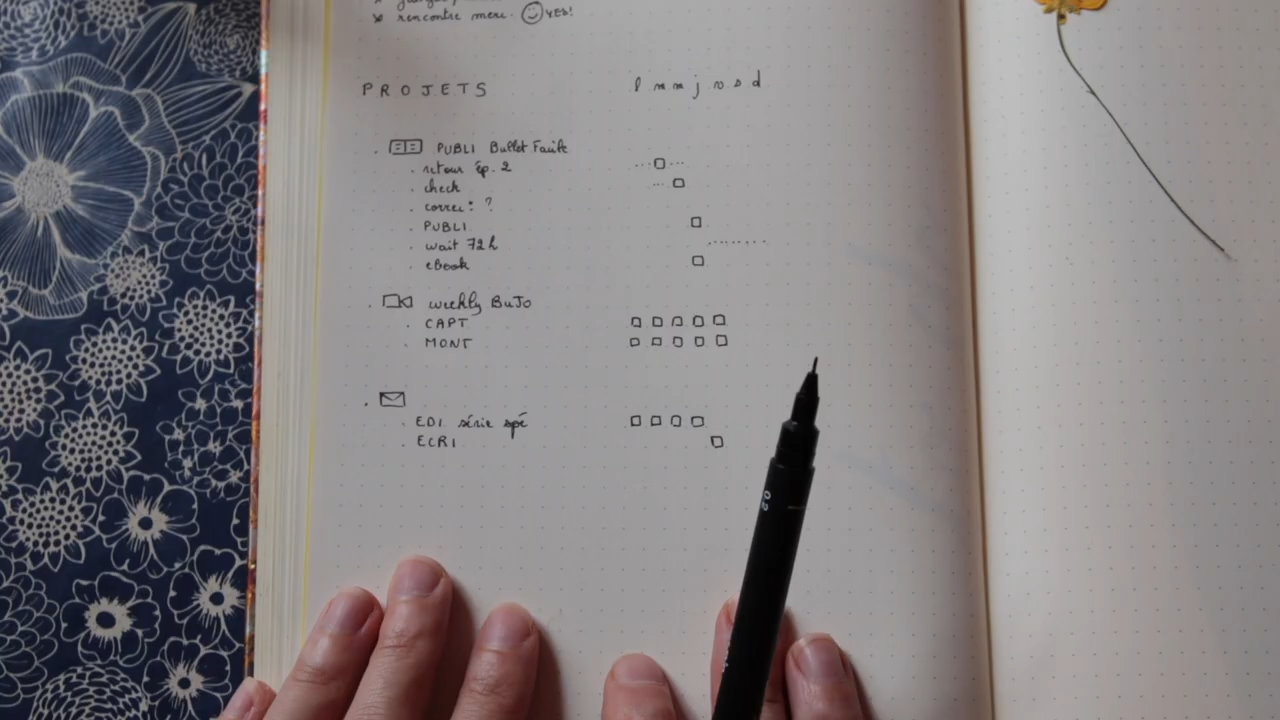 rencontre merc. YES!
PROJETS l m m j v s d
PUBLI Bullet Faite
retour ép. 2
check
correc: ?
PUBLI
wait 72h
eBook
weekly BuJo
CAPT
MONT
EDI série spé
ECRI